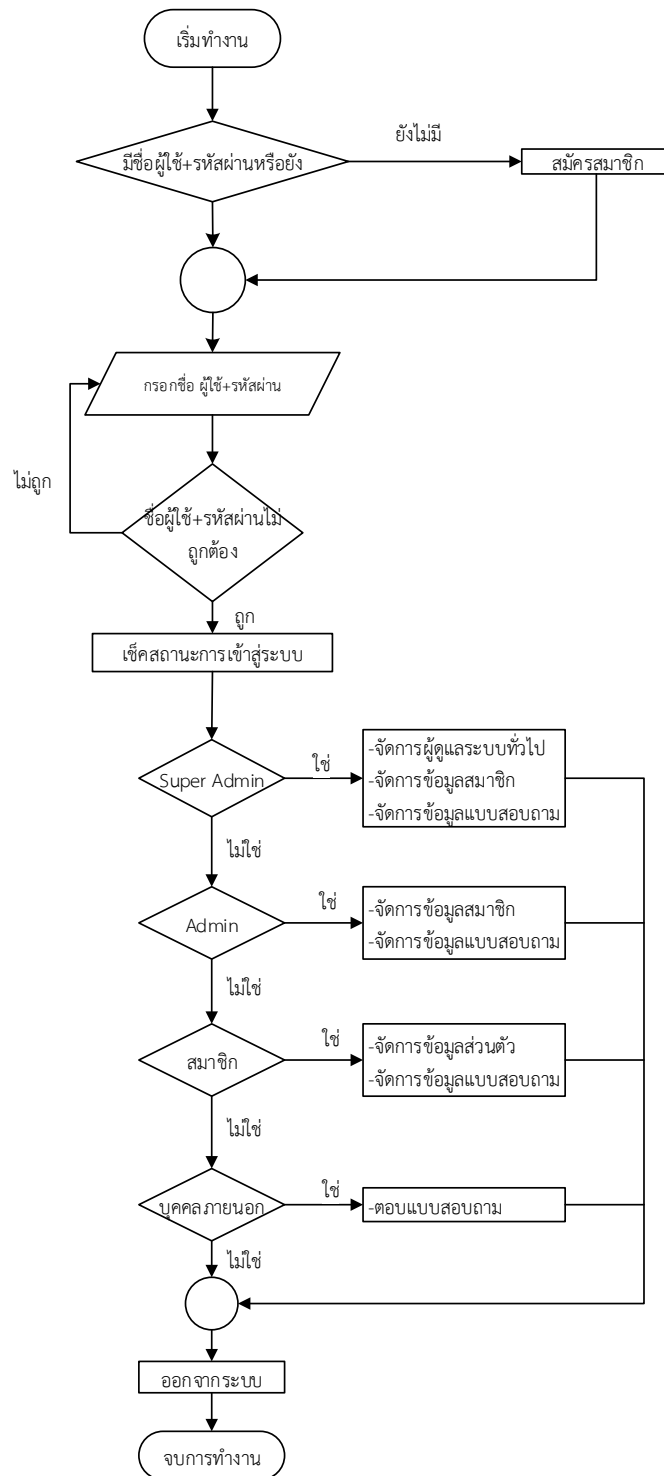 เริ่มทำงาน
มีชื่อผู้ใช้+รหัสผ่านหรือยัง
ยังไม่มี
สมัครสมาชิก
กรอกชื่อ ผู้ใช้+รหัสผ่าน
ไม่ถูก
ชื่อผู้ใช้+รหัสผ่านไม่
ถูกต้อง
ถูก
เช็คสถานะการเข้าสู่ระบบ
Super Admin
ใช่
-จัดการผู้ดูแลระบบทั่วไป
-จัดการข้อมูลสมาชิก
-จัดการข้อมูลแบบสอบถาม
ไม่ใช่
Admin
ใช่
-จัดการข้อมูลสมาชิก
-จัดการข้อมูลแบบสอบถาม
ไม่ใช่
สมาชิก
ใช่
-จัดการข้อมูลส่วนตัว
-จัดการข้อมูลแบบสอบถาม
ไม่ใช่
บุคคลภายนอก
ใช่
-ตอบแบบสอบถาม
ไม่ใช่
ออกจากระบบ
จบการทำงาน